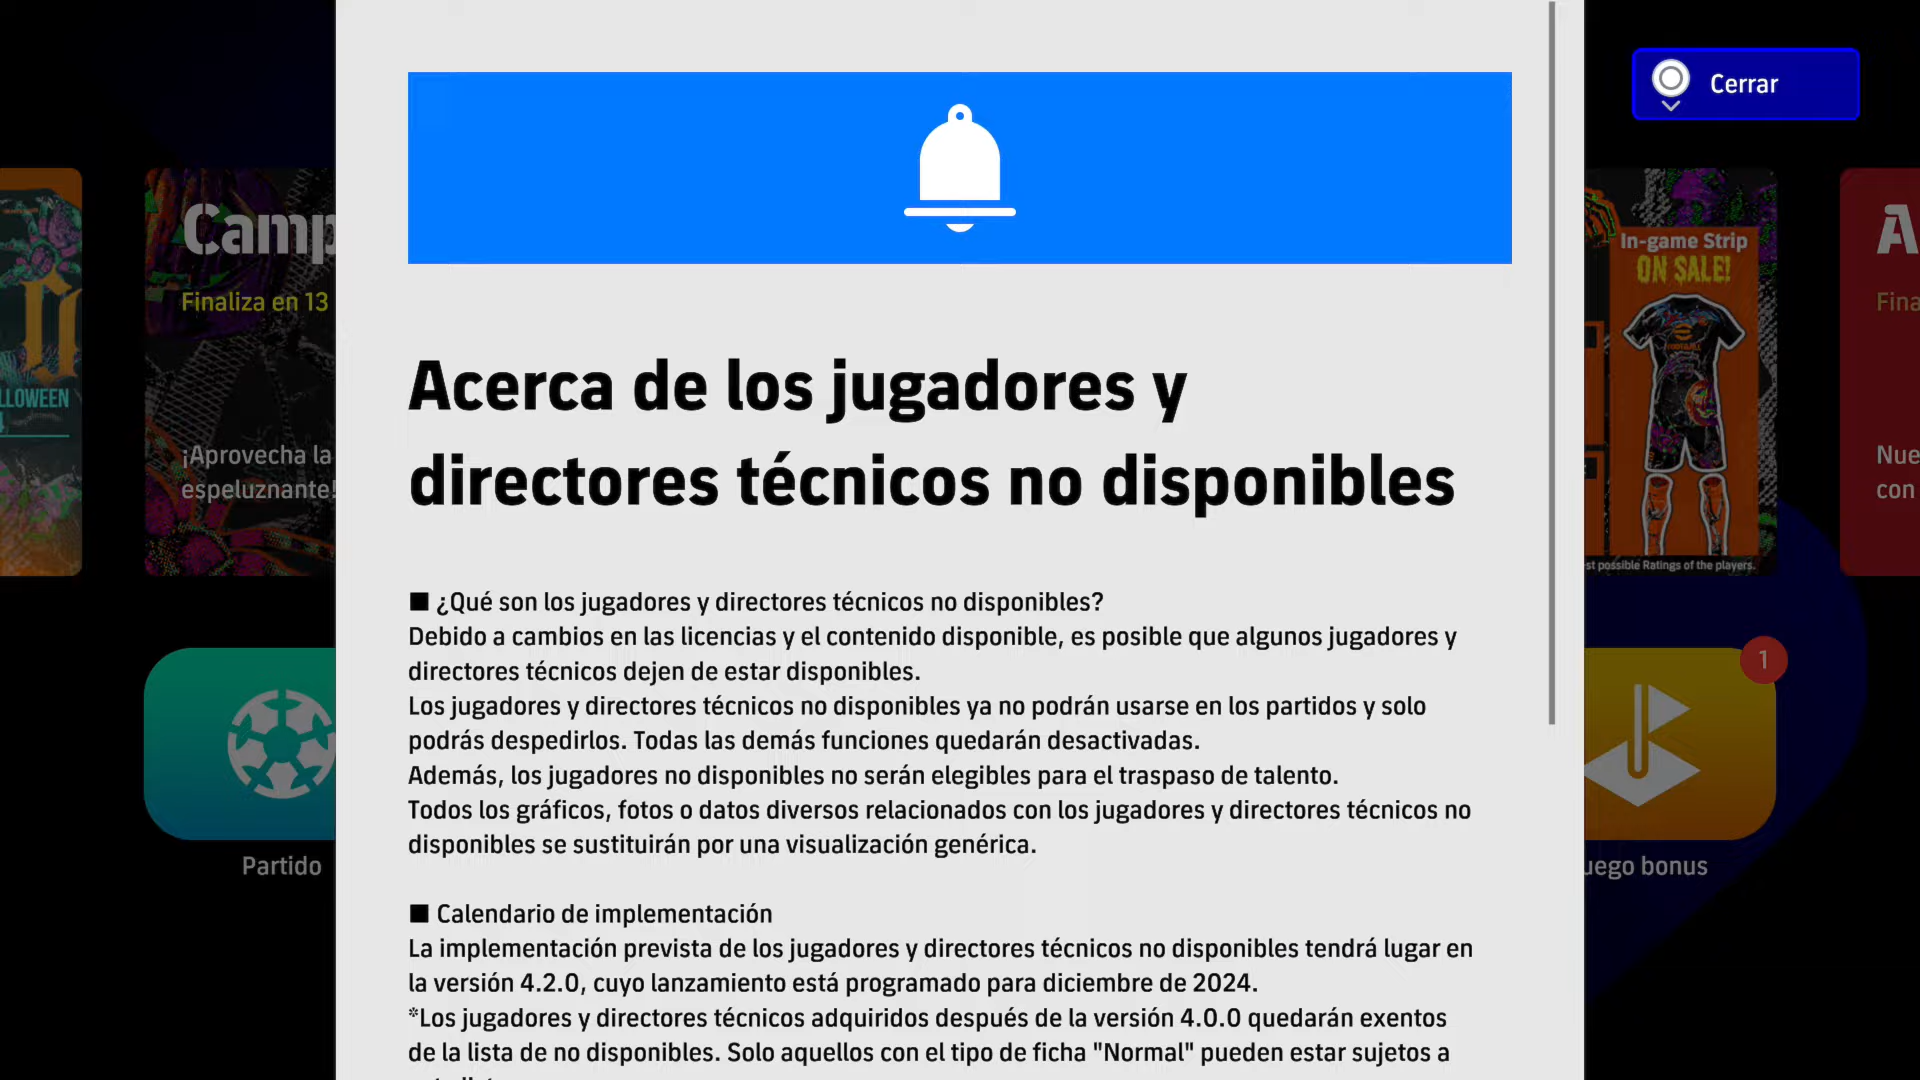 Cerrar
Camp
Finaliza en 13
¡Aprovecha la
espeluznante!
LLOWEEN
In-game Strip
ON SALE!
A
Fina
Nue
con
st possible Ratings of the players.
Acerca de los jugadores y
directores técnicos no disponibles
■ ¿Qué son los jugadores y directores técnicos no disponibles?
Debido a cambios en las licencias y el contenido disponible, es posible que algunos jugadores y
directores técnicos dejen de estar disponibles.
Los jugadores y directores técnicos no disponibles ya no podrán usarse en los partidos y solo
podrás despedirlos. Todas las demás funciones quedarán desactivadas.
Además, los jugadores no disponibles no serán elegibles para el traspaso de talento.
Todos los gráficos, fotos o datos diversos relacionados con los jugadores y directores técnicos no
disponibles se sustituirán por una visualización genérica.
■ Calendario de implementación
La implementación prevista de los jugadores y directores técnicos no disponibles tendrá lugar en
la versión 4.2.0, cuyo lanzamiento está programado para diciembre de 2024.
*Los jugadores y directores técnicos adquiridos después de la versión 4.0.0 quedarán exentos
de la lista de no disponibles. Solo aquellos con el tipo de ficha "Normal" pueden estar sujetos a
Partido
1
uego bonus